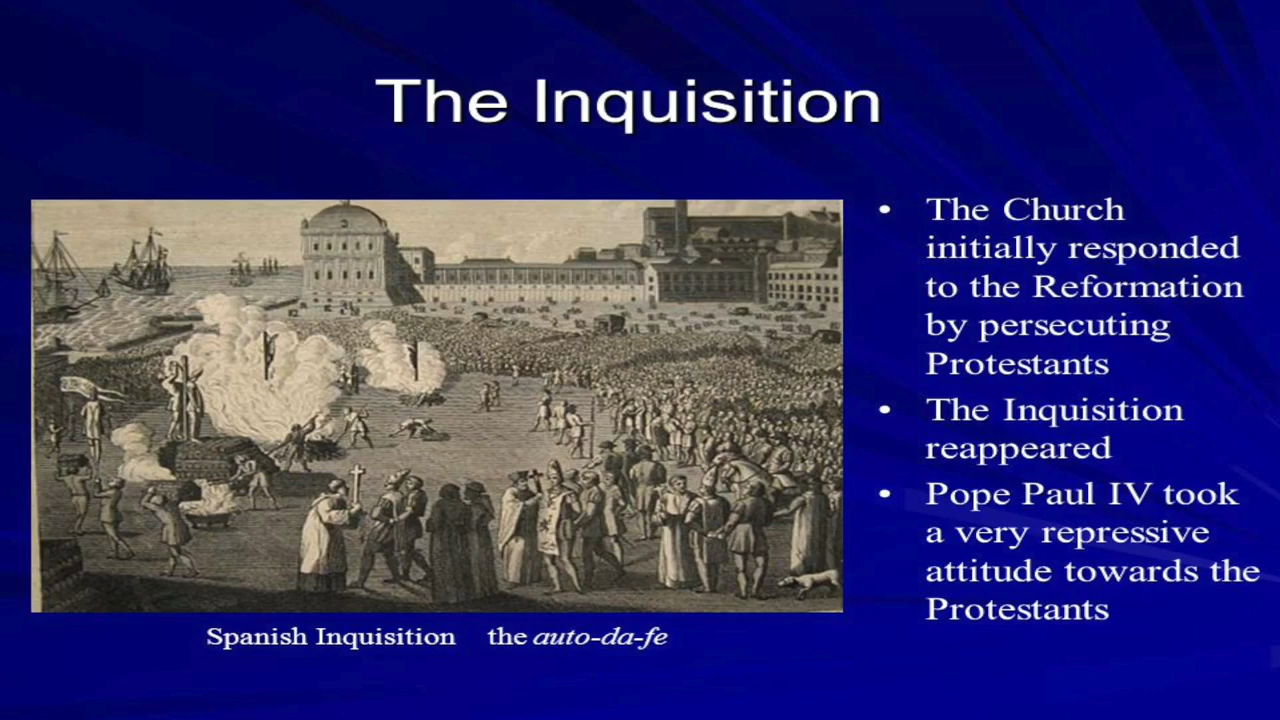 The Inquisition
• The Church
initially responded
to the Reformation
by persecuting
Protestants
• The Inquisition
reappeared
• Pope Paul IV took
a very repressive
attitude towards the
Protestants
Spanish Inquisition the auto-da-fe